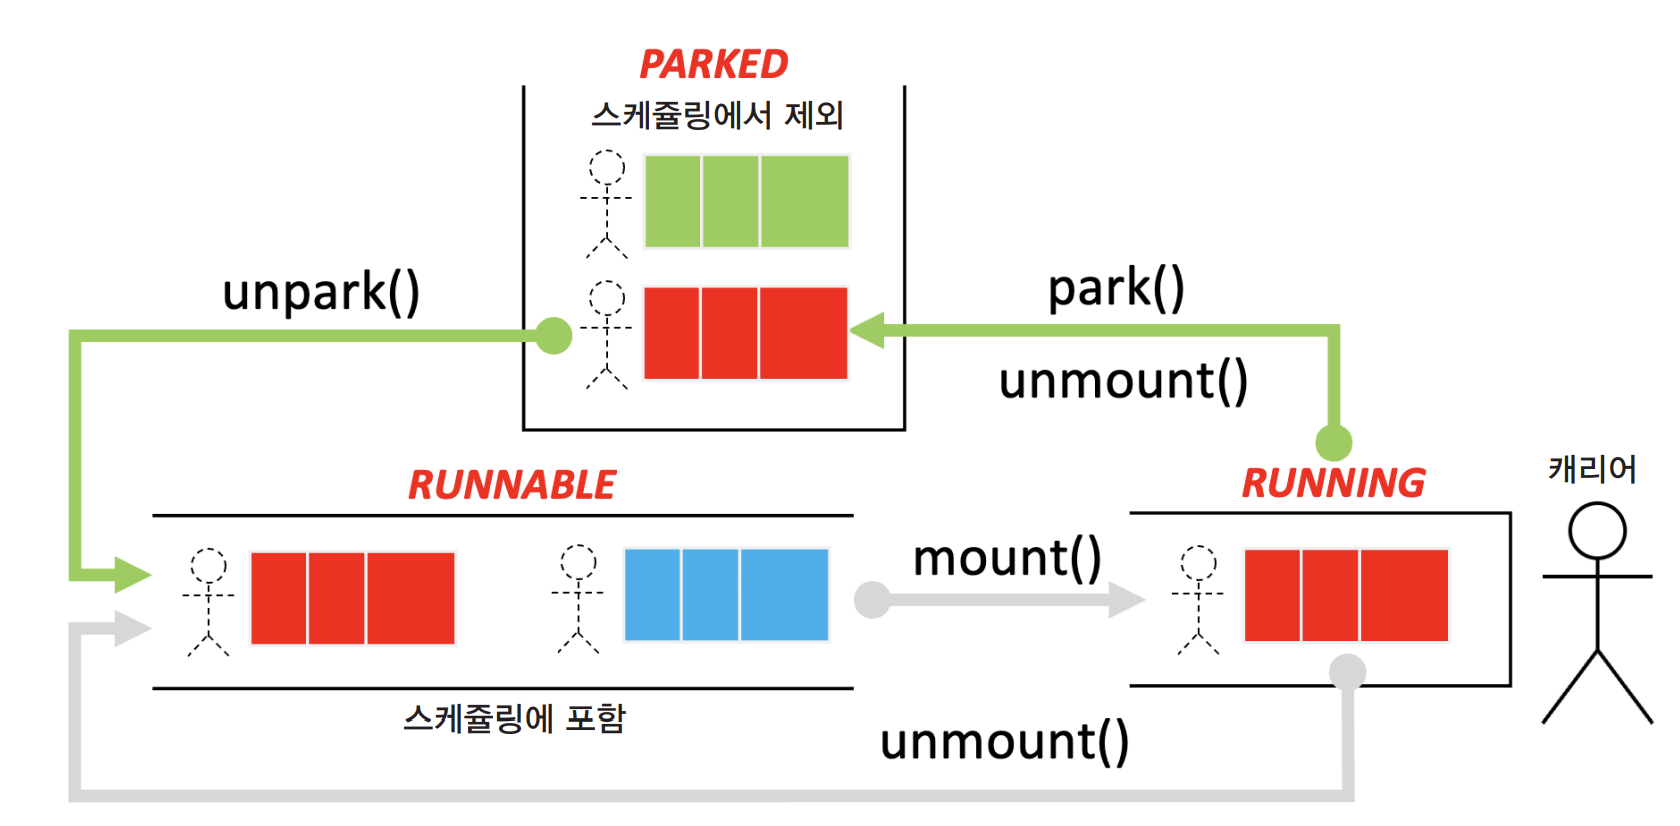 PARKED
스케쥴링에서 제외
unpark()
park()
unmount()
RUNNABLE
RUNNING
캐리어
mount()
스케쥴링에 포함
unmount()